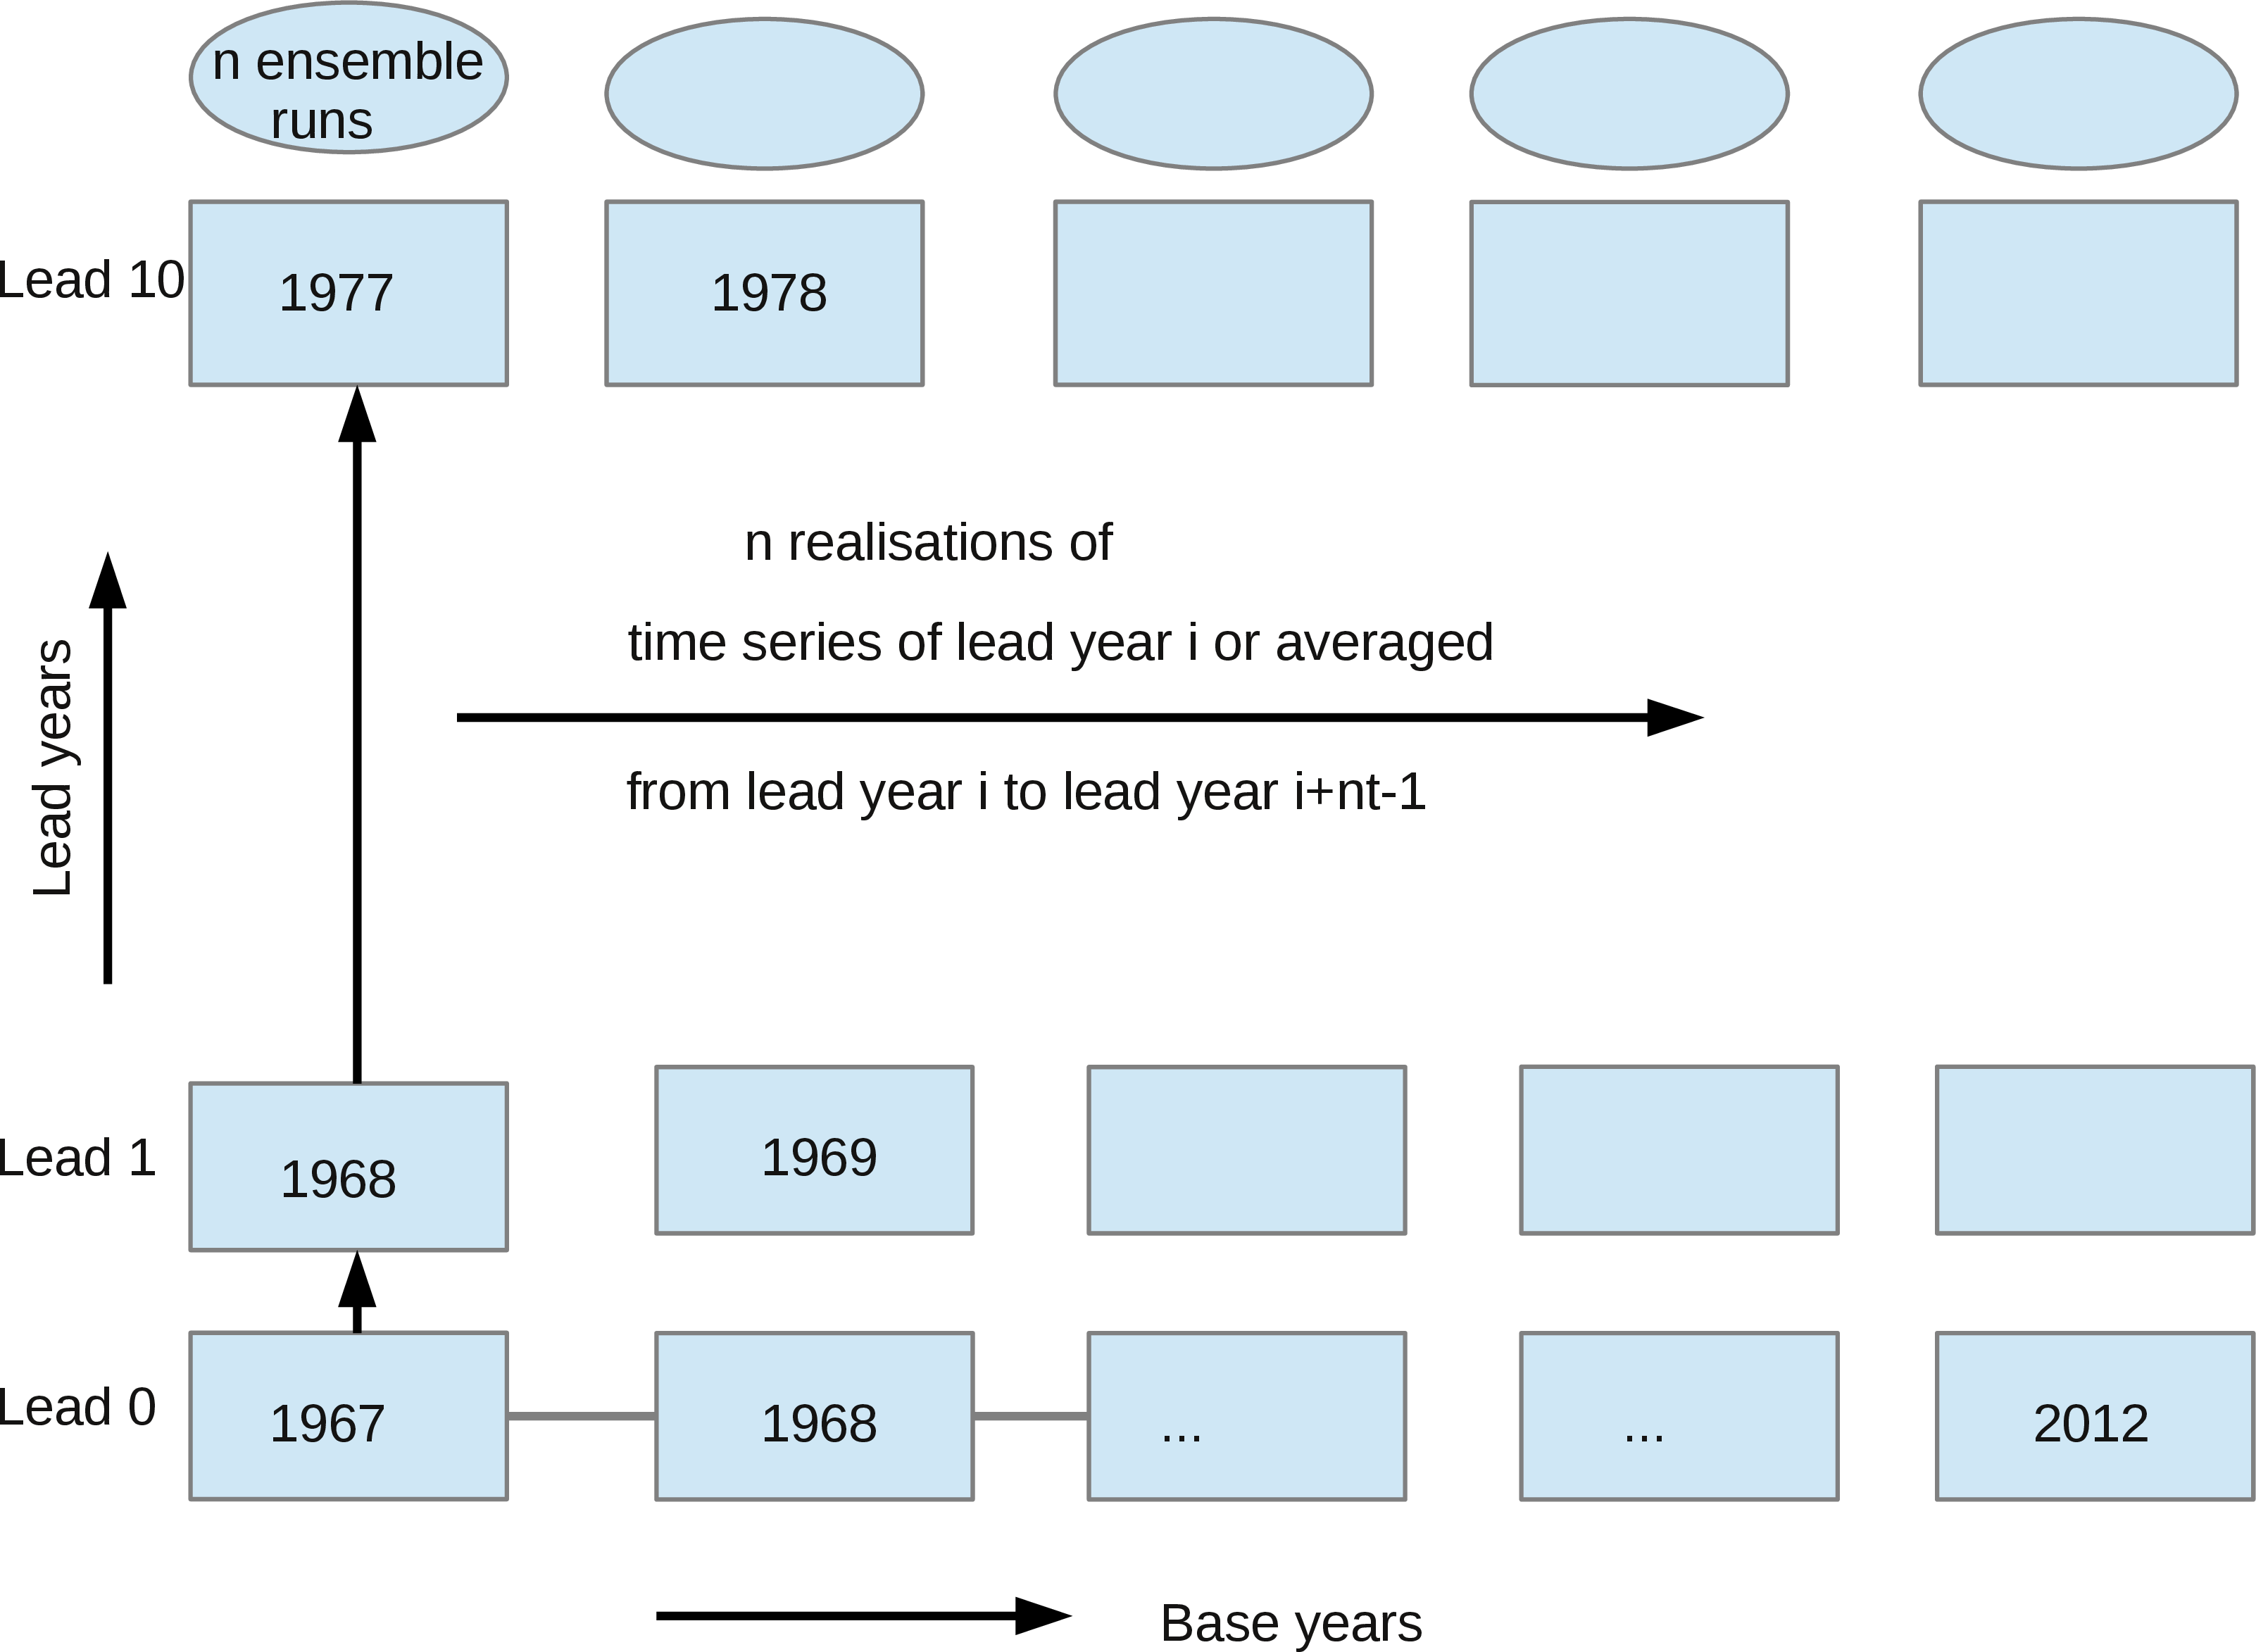 n ensemble
runs
Lead 10
1977
1978
n realisations of
time series of lead year i or averaged
from lead year i to lead year i+nt-1
Lead years
Lead 1
1968
1969
Lead 0
1967
1968
...
...
2012
Base years